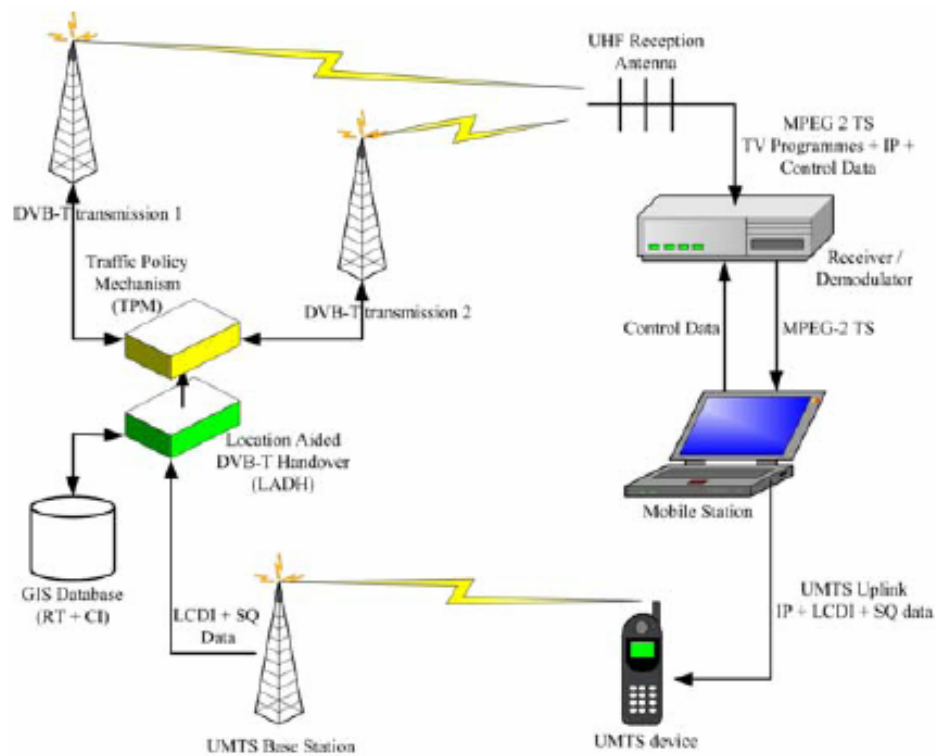 UHF Reception
Antenna
MPEG 2 TS
TV Programmes + IP +
Control Data
DVB-T transmission 1
Traffic Policy
Mechanism
(TPM)
DVB-T transmission 2
Receiver /
Demodulator
Control Data
MPEG-2 TS
Location Aided
DVB-T Handover
(LADH)
Mobile Station
GIS Database
(RT + CI)
LCDI + SQ
Data
UMTS Uplink
IP + LCDI + SQ data
UMTS Base Station
UMTS device